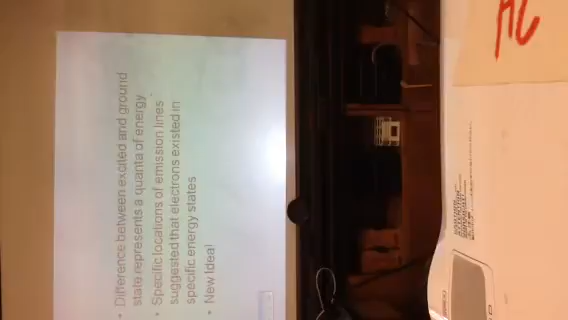 • Difference between excited and ground
state represents a quanta of energy
• Specific locations of emission lines
suggested that electrons existed in
specific energy states
• New Idea!